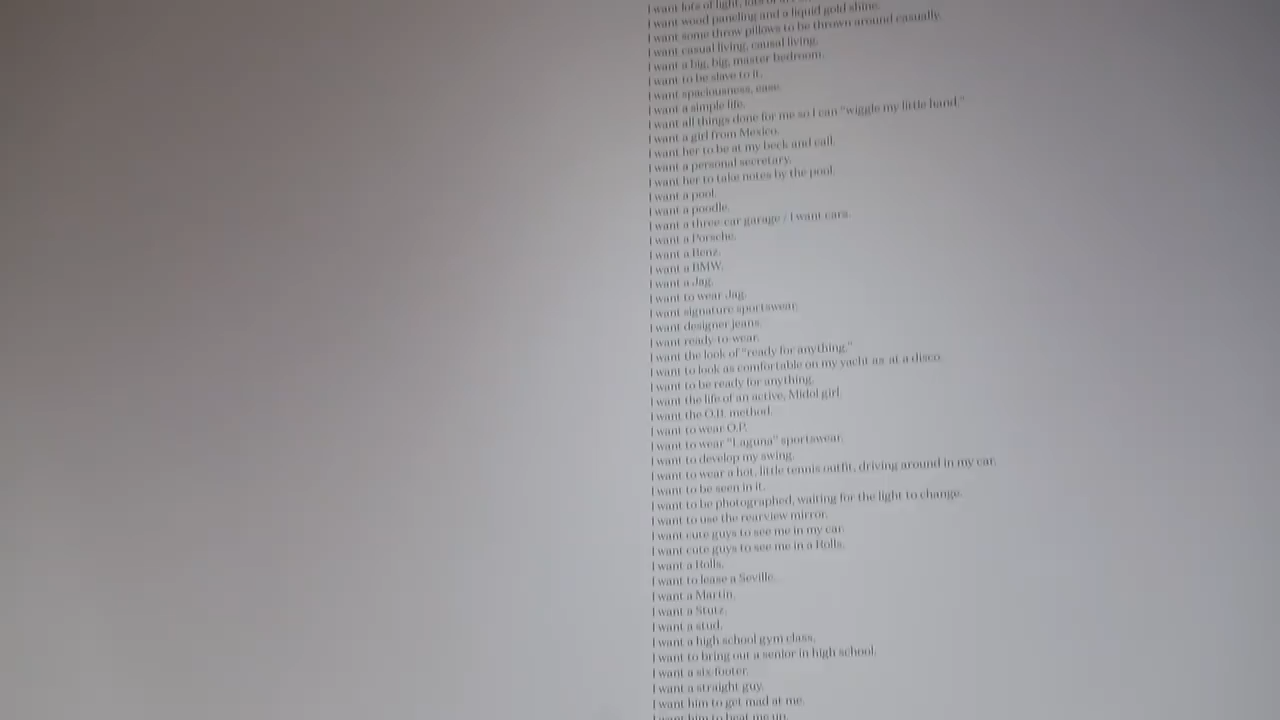 I want lots of light, lots of
I want wood paneling and a liquid gold shine.
I want some throw pillows to be thrown around casually.
I want casual living, causal living.
I want a big, big, master bedroom.
I want to be slave to it.
I want spaciousness, ease.
I want a simple life.
I want all things done for me so I can “wiggle my little hand.”
I want a girl from Mexico.
I want her to be at my beck and call.
I want a personal secretary.
I want her to take notes by the pool.
I want a pool.
I want a poodle.
I want a three-car garage / I want cars.
I want a Porsche.
I want a Benz.
I want a BMW.
I want a Jag.
I want to wear Jag.
I want signature sportswear.
I want designer jeans.
I want ready-to-wear.
I want the look of “ready for anything.”
I want to look as comfortable on my yacht as at a disco.
I want to be ready for anything.
I want the life of an active, Midol girl.
I want the O.B. method.
I want to wear O.P.
I want to wear “Laguna” sportswear.
I want to develop my swing.
I want to wear a hot, little tennis outfit, driving around in my car.
I want to be seen in it.
I want to be photographed, waiting for the light to change.
I want to use the rearview mirror.
I want cute guys to see me in my car.
I want cute guys to see me in a Rolls.
I want a Rolls.
I want to lease a Seville.
I want a Martin.
I want a Stutz.
I want a stud.
I want a high school gym class.
I want to bring out a senior in high school.
I want a six-footer.
I want a straight guy.
I want him to get mad at me.
I want him to beat me up.